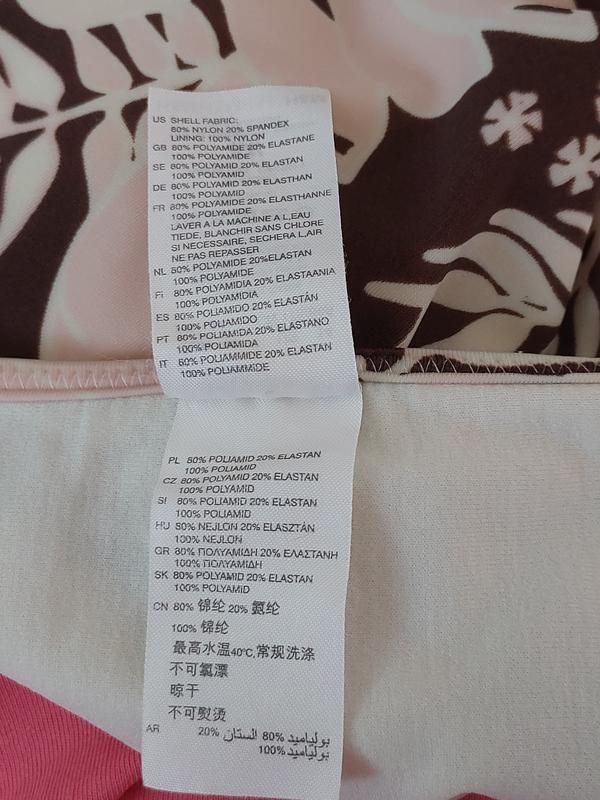 US SHELL FABRIC:
80% NYLON 20% SPANDEX
LINING: 100% NYLON
GB 80% POLYAMIDE 20% ELASTANE
100% POLYAMIDE
SE 80% POLYAMID 20% ELASTAN
100% POLYAMID
DE 80% POLYAMID 20% ELASTHAN
100% POLYAMID
FR 80% POLYAMIDE 20% ELASTHANNE
100% POLYAMIDE
LAVER A LA MACHINE A L,EAU
TIEDE, BLANCHIR SANS CHLORE
SI NECESSAIRE, SECHER A L,AIR
NE PAS REPASSER
NL 80% POLYAMIDE 20%ELASTAN
100% POLYAMIDE
Fi 80% POLYAMIDIA 20% ELASTAANIA
100% POLYAMIDIA
ES 80% POLIAMIDO 20% ELASTÁN
100% POLIAMIDO
PT 80% POLIAMIDA 20% ELASTANO
100% POLIAMIDA
IT 80% POLIAMMIDE 20% ELASTAN
100% POLIAMMIDE
PL 80% POLIAMID 20% ELASTAN
100% POLIAMID
CZ 80% POLYAMID 20% ELASTAN
100% POLYAMID
SI 80% POLIAMID 20% ELASTAN
100% POLIAMID
HU 80% NEJLON 20% ELASZTÁN
100% NEJLON
GR 80% ΠΟΛΥΑΜΙΔΗ 20% ΕΛΑΣΤΑΝΗ
100% ΠΟΛΥΑΜΙΔΗ
SK 80% POLYAMID 20% ELASTAN
100% POLYAMID
CN 80% 锦纶 20% 氨纶
100% 锦纶
最高水温40℃,常规洗涤
不可氯漂
晾干
不可熨烫
AR بولياميد 80% الستان 20%
بولياميد 100%